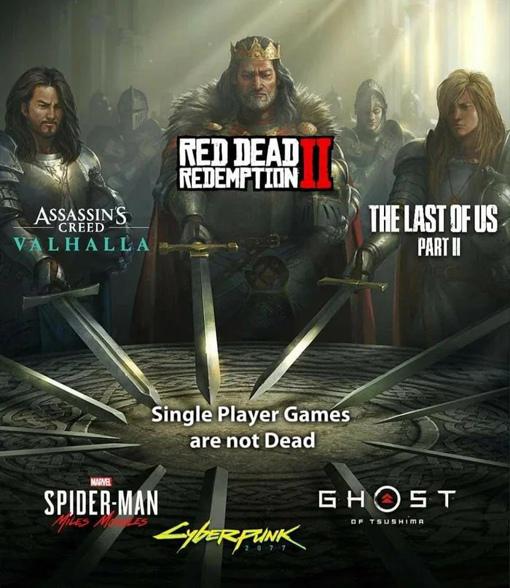 RED DEAD
REDEMPTION II
ASSASSIN'S
CREED
VALHALLA
THE LAST OF US
PART II
Single Player Games
are not Dead
MARVEL
SPIDER-MAN
MILES MORALES
GHOST
OF TSUSHIMA
CYBERPUNK
2077